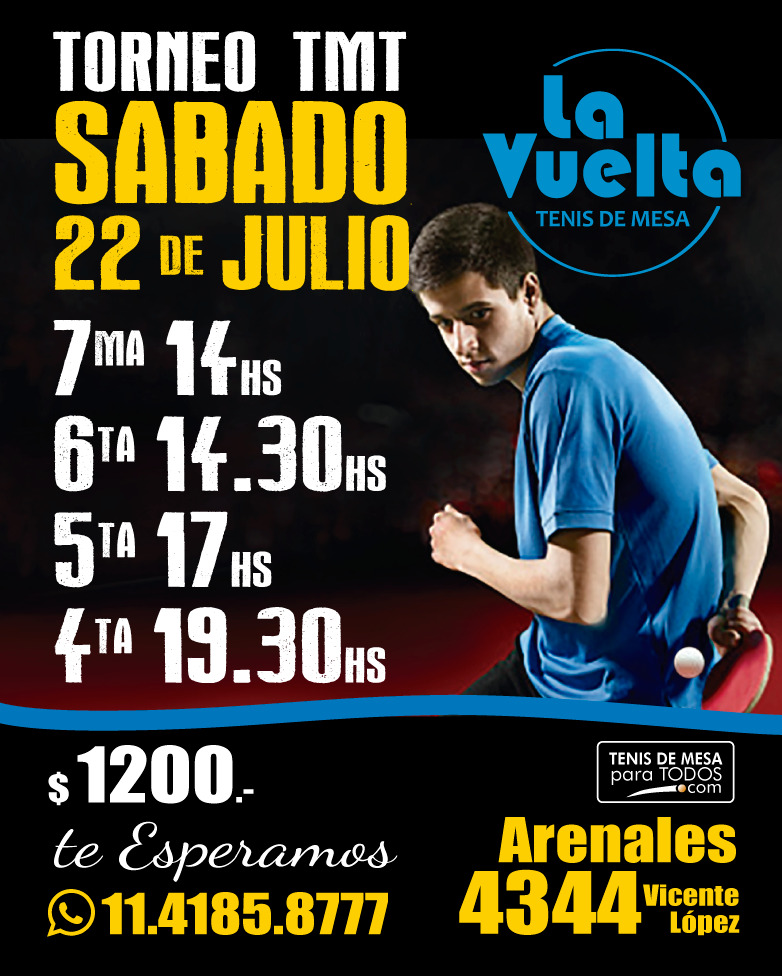 TORNEO TMT
SABADO
22 DE JULIO
La
Vuelta
TENIS DE MESA
7MA 14HS
6TA 14.30HS
5TA 17HS
4TA 19.30HS
$ 1200.-
te Esperamos
11.4185.8777
TENIS DE MESA
para TODOS
.com
Arenales
4344 Vicente
López